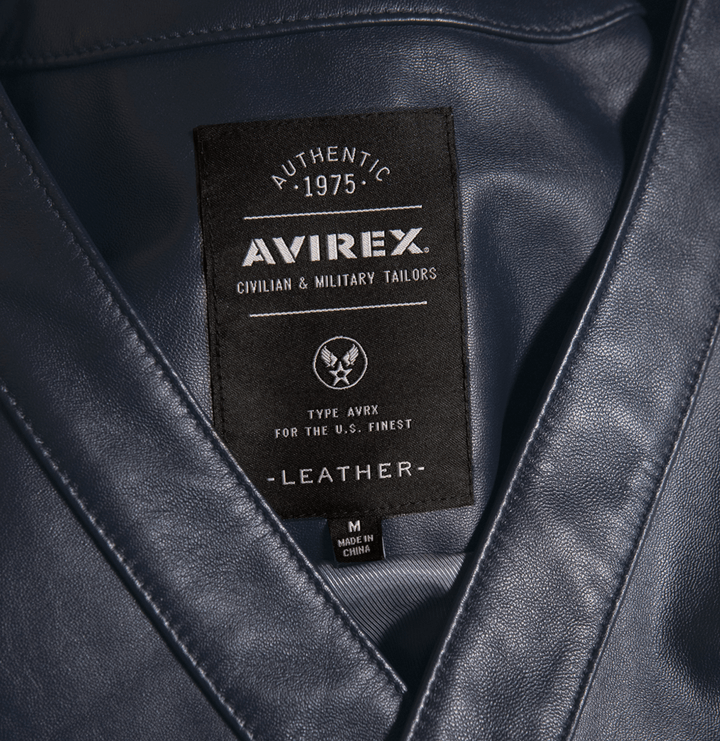 AUTHENTIC
·1975·
AVIREX
CIVILIAN & MILITARY TAILORS
TYPE AVRX
FOR THE U.S. FINEST
-LEATHER-
M
MADE IN
CHINA